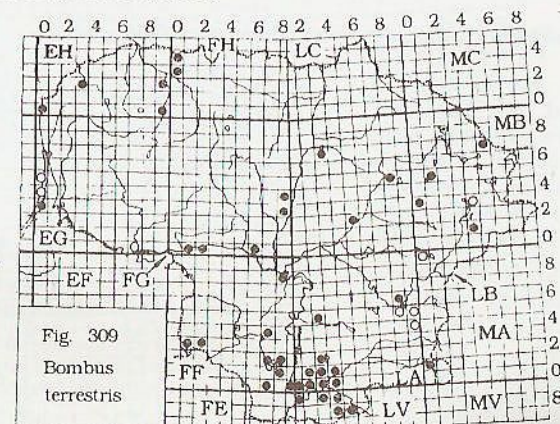 0 2 4 6 8 0 2 4 6 8 2 4 6 8 0 2 4 6 8
EH FH LC MC 4
2
0
MB 8
6
4
2
EG 0
EF FG LB 8
6
Fig. 309 MA 4
Bombus 2
terrestris FF LA 0
FE LV MV 8